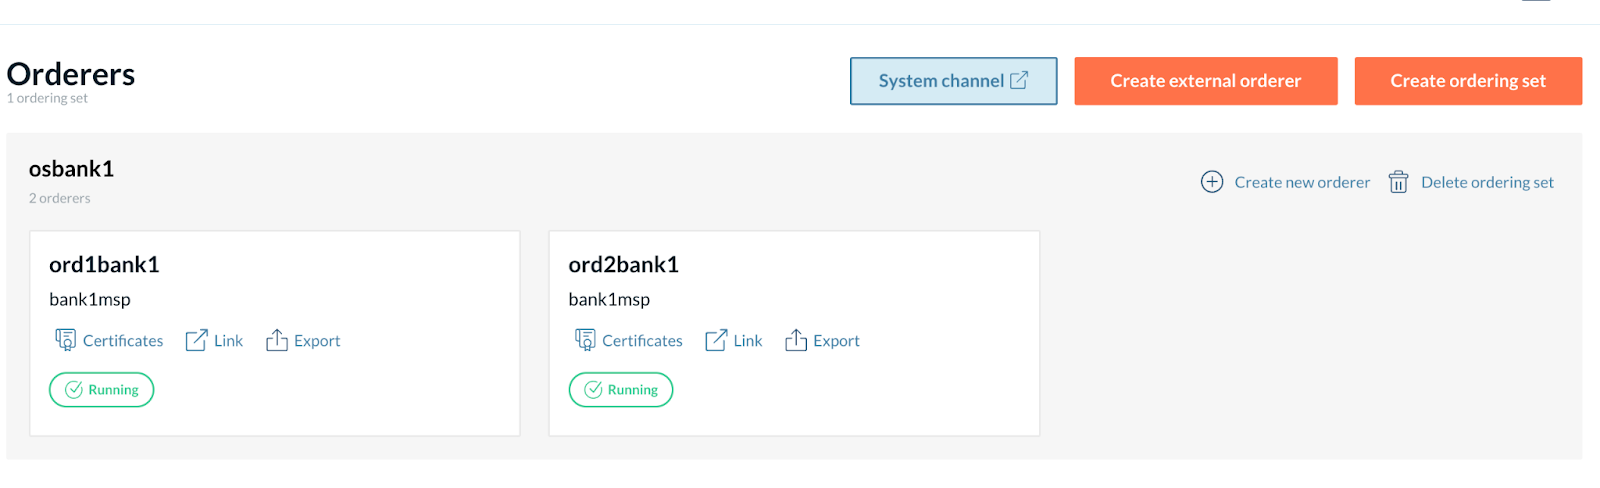 Orderers
1 ordering set
System channel
Create external orderer
Create ordering set
osbank1
2 orderers
Create new orderer
Delete ordering set
ord1bank1
bank1msp
Certificates
Link
Export
Running
ord2bank1
bank1msp
Certificates
Link
Export
Running